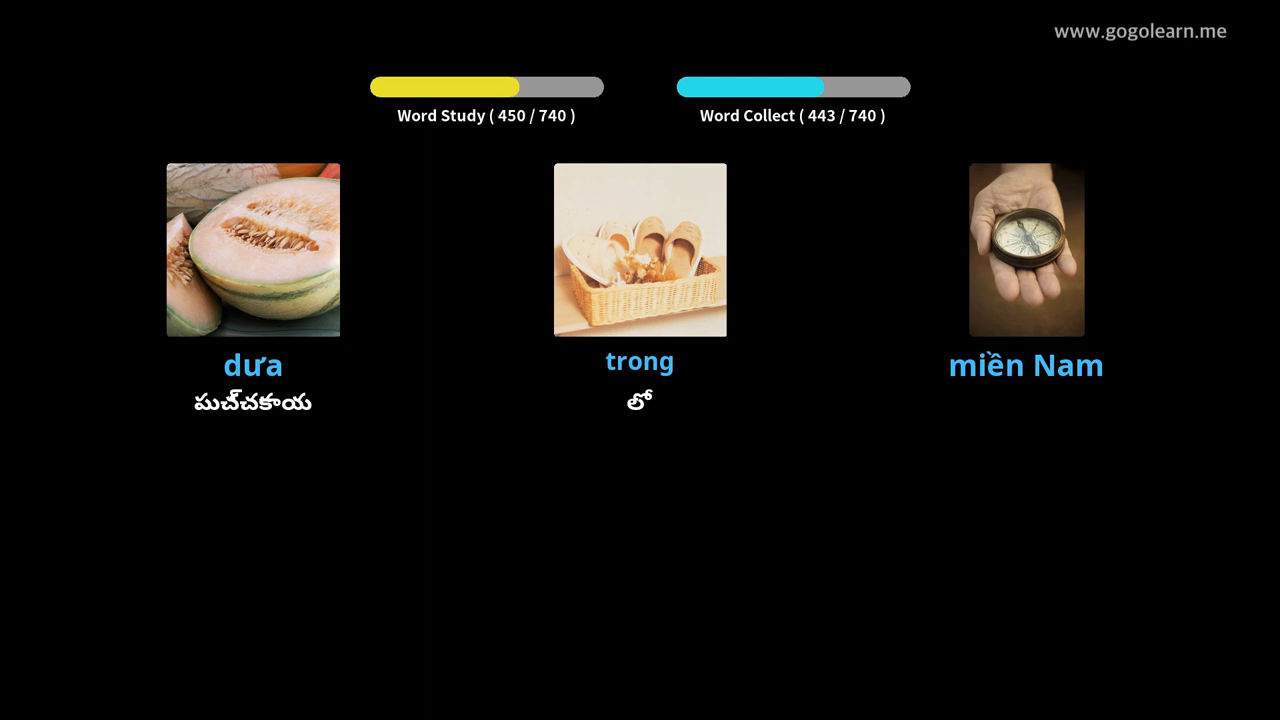 www.gogolearn.me
Word Study ( 450 / 740 )
Word Collect ( 443 / 740 )
dưa
trong
miền Nam
పుచ్చకాయ
లో